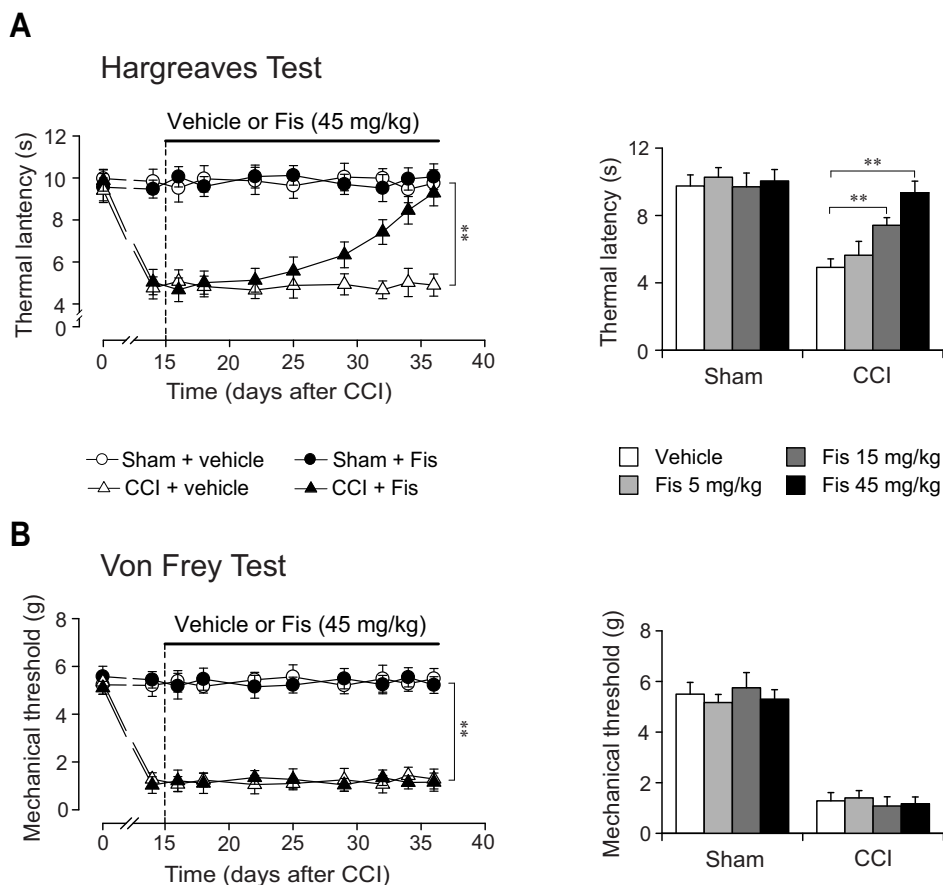 A
Hargreaves Test
Vehicle or Fis (45 mg/kg)
Thermal lantency (s)
12
10
8
6
4
0
**
0
15
20
25
30
35
40
Time (days after CCI)
Thermal latency (s)
12
8
4
0
**
**
Sham
CCI
Sham + vehicle
Sham + Fis
CCI + vehicle
CCI + Fis
Vehicle
Fis 15 mg/kg
Fis 5 mg/kg
Fis 45 mg/kg
B
Von Frey Test
Vehicle or Fis (45 mg/kg)
Mechanical threshold (g)
8
6
4
2
0
**
0
15
20
25
30
35
40
Time (days after CCI)
Mechanical threshold (g)
8
6
4
2
0
Sham
CCI